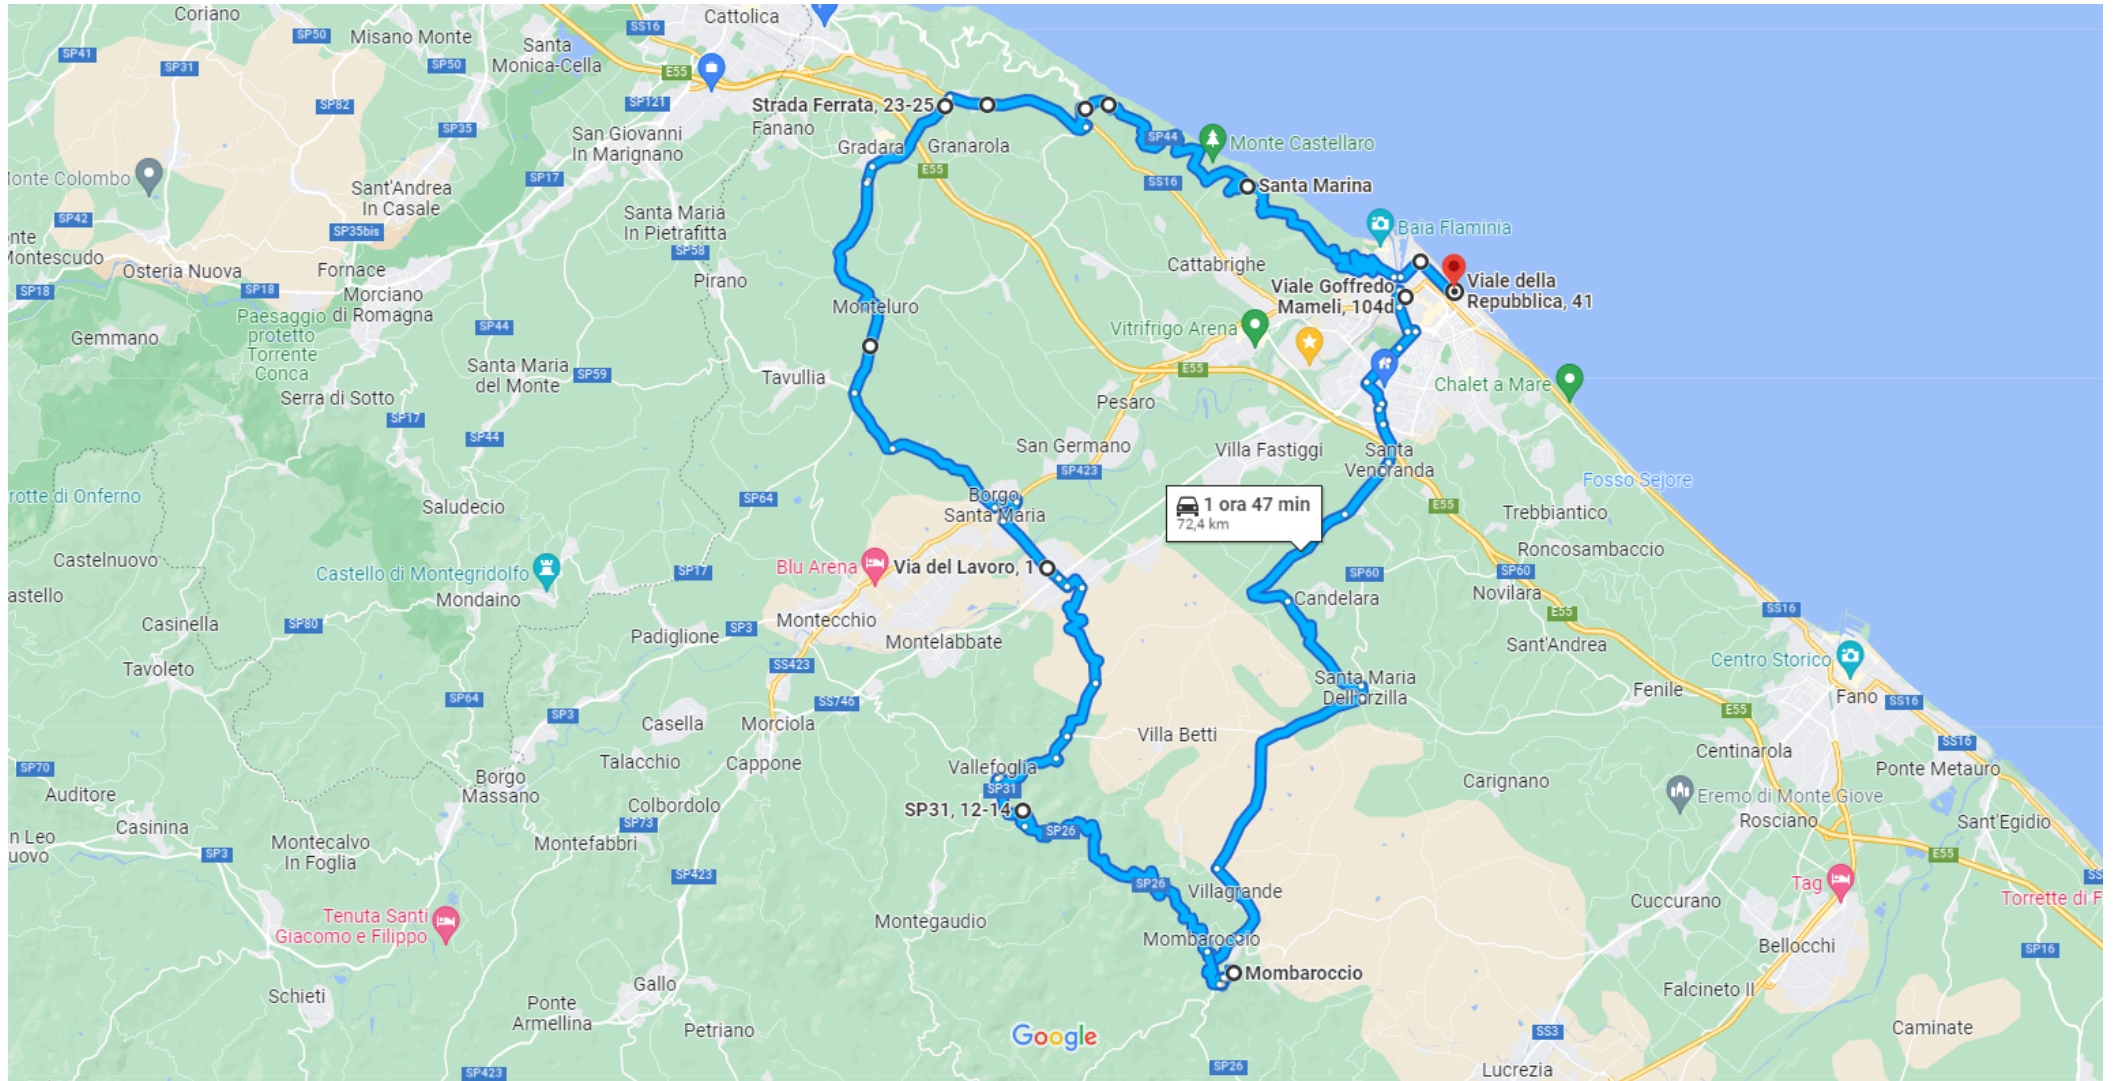 Coriano
SP50
Misano Monte
SP41
SP31
SP50
Santa
Monica-Cella
SS16
Cattolica
E55
SP82
SP121
SP35
San Giovanni
In Marignano
Strada Ferrata, 23-25
Fanano
Gradara
Granarola
E55
SP44
Monte Castellaro
SS16
Santa Marina
onte Colombo
SP17
Sant'Andrea
In Casale
SP42
SP35bis
Santa Maria
In Pietrafitta
SP58
onte
Montescudo
Osteria Nuova
Fornace
SP18
SP18
Morciano
di Romagna
Pirano
Baia Flaminia
Cattabrighe
Viale Goffredo
Mameli, 104d
Viale della
Repubblica, 41
Monteluro
Vitrifrigo Arena
Gemmano
Paesaggio
protetto
Torrente
Conca
SP44
Santa Maria
del Monte
SP59
Tavullia
E55
Chalet a Mare
Serra di Sotto
SP17
SP44
Pesaro
San Germano
SP423
Villa Fastiggi
Santa
Veneranda
Fosso Sejore
rotte di Onferno
Saludecio
SP64
Borgo
Santa Maria
1 ora 47 min
72,4 km
E55
Trebbiantico
Castelnuovo
Castello di Montegridolfo
SP17
Blu Arena
Via del Lavoro, 1
Roncosambaccio
SP60
SP60
astello
Mondaino
Candelara
Novilara
SS16
Casinella
SP80
Padiglione
SP3
Montecchio
Montelabbate
E55
Sant'Andrea
Tavoleto
SS423
Centro Storico
SP64
SP3
SS746
Santa Maria
Dell'orzilla
Fenile
Fano
SS16
E55
Casella
Morciola
Villa Betti
SS16
Centinarola
SP70
Talacchio
Cappone
Vallefoglia
Ponte Metauro
Auditore
Borgo
Massano
SP31
Carignano
Eremo di Monte Giove
Colbordolo
SP31, 12-14
Rosciano
Casinina
SP73
SP26
Sant'Egidio
n Leo
uovo
SP3
Montecalvo
In Foglia
Montefabbri
E55
SS
SP423
SP26
Villagrande
Tag
Torrette di F
Cuccurano
Tenuta Santi
Giacomo e Filippo
Montegaudio
Mombaroccio
Bellocchi
SP16
Mombaroccio
Schieti
Gallo
Falcineto II
Ponte
Armellina
Petriano
Google
SS3
Caminate
SP423
SP26
Lucrezia